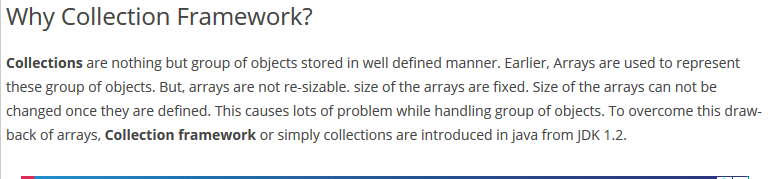 Why Collection Framework?
Collections are nothing but group of objects stored in well defined manner. Earlier, Arrays are used to represent
these group of objects. But, arrays are not re-sizable. size of the arrays are fixed. Size of the arrays can not be
changed once they are defined. This causes lots of problem while handling group of objects. To overcome this draw-
back of arrays, Collection framework or simply collections are introduced in java from JDK 1.2.